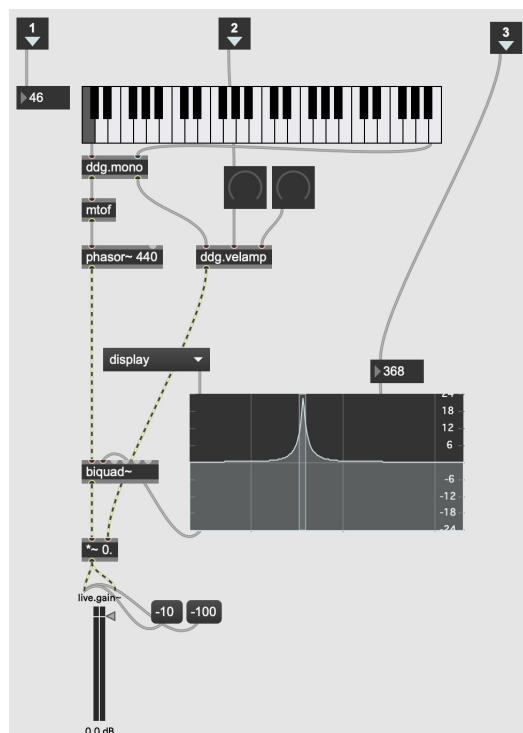 1
2
3
46
ddg.mono
mtof
phasor~ 440
ddg.velamp
display
368
24
18
12
6
-6
-12
-18
-24
biquad~
*~ 0.
live.gain~
-10
-100
0.0 dB